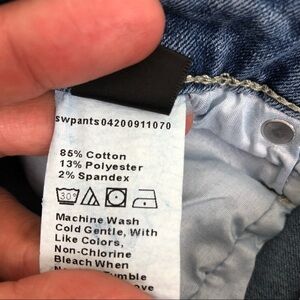 swpants04200911070
85% Cotton
13% Polyester
2% Spandex
30°
Machine Wash
Cold Gentle, With
Like Colors,
Non-Chlorine
Bleach When
Tumble